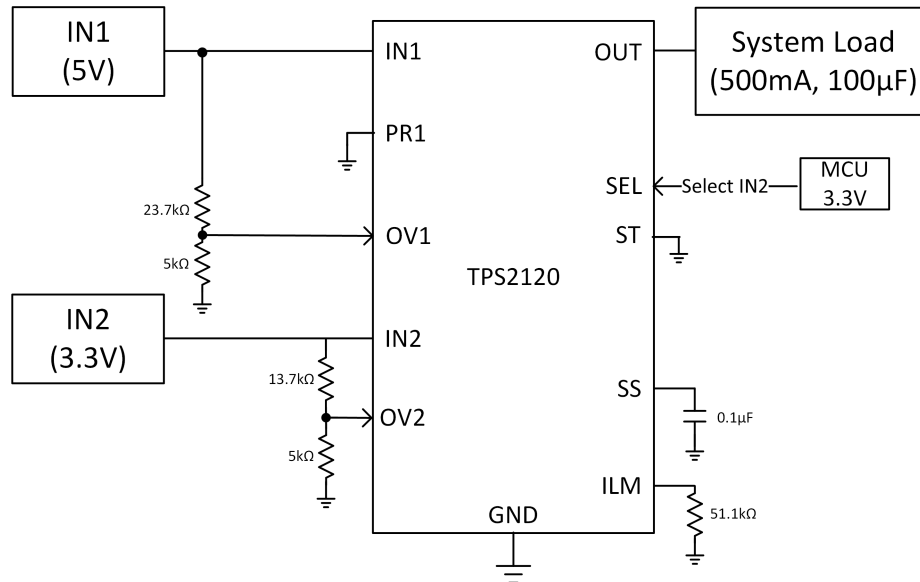 IN1
(5V)
IN1
OUT
System Load
(500mA, 100µF)
PR1
SEL
Select IN2
MCU
3.3V
23.7kΩ
OV1
ST
5kΩ
TPS2120
IN2
(3.3V)
IN2
13.7kΩ
OV2
SS
0.1µF
5kΩ
ILM
51.1kΩ
GND